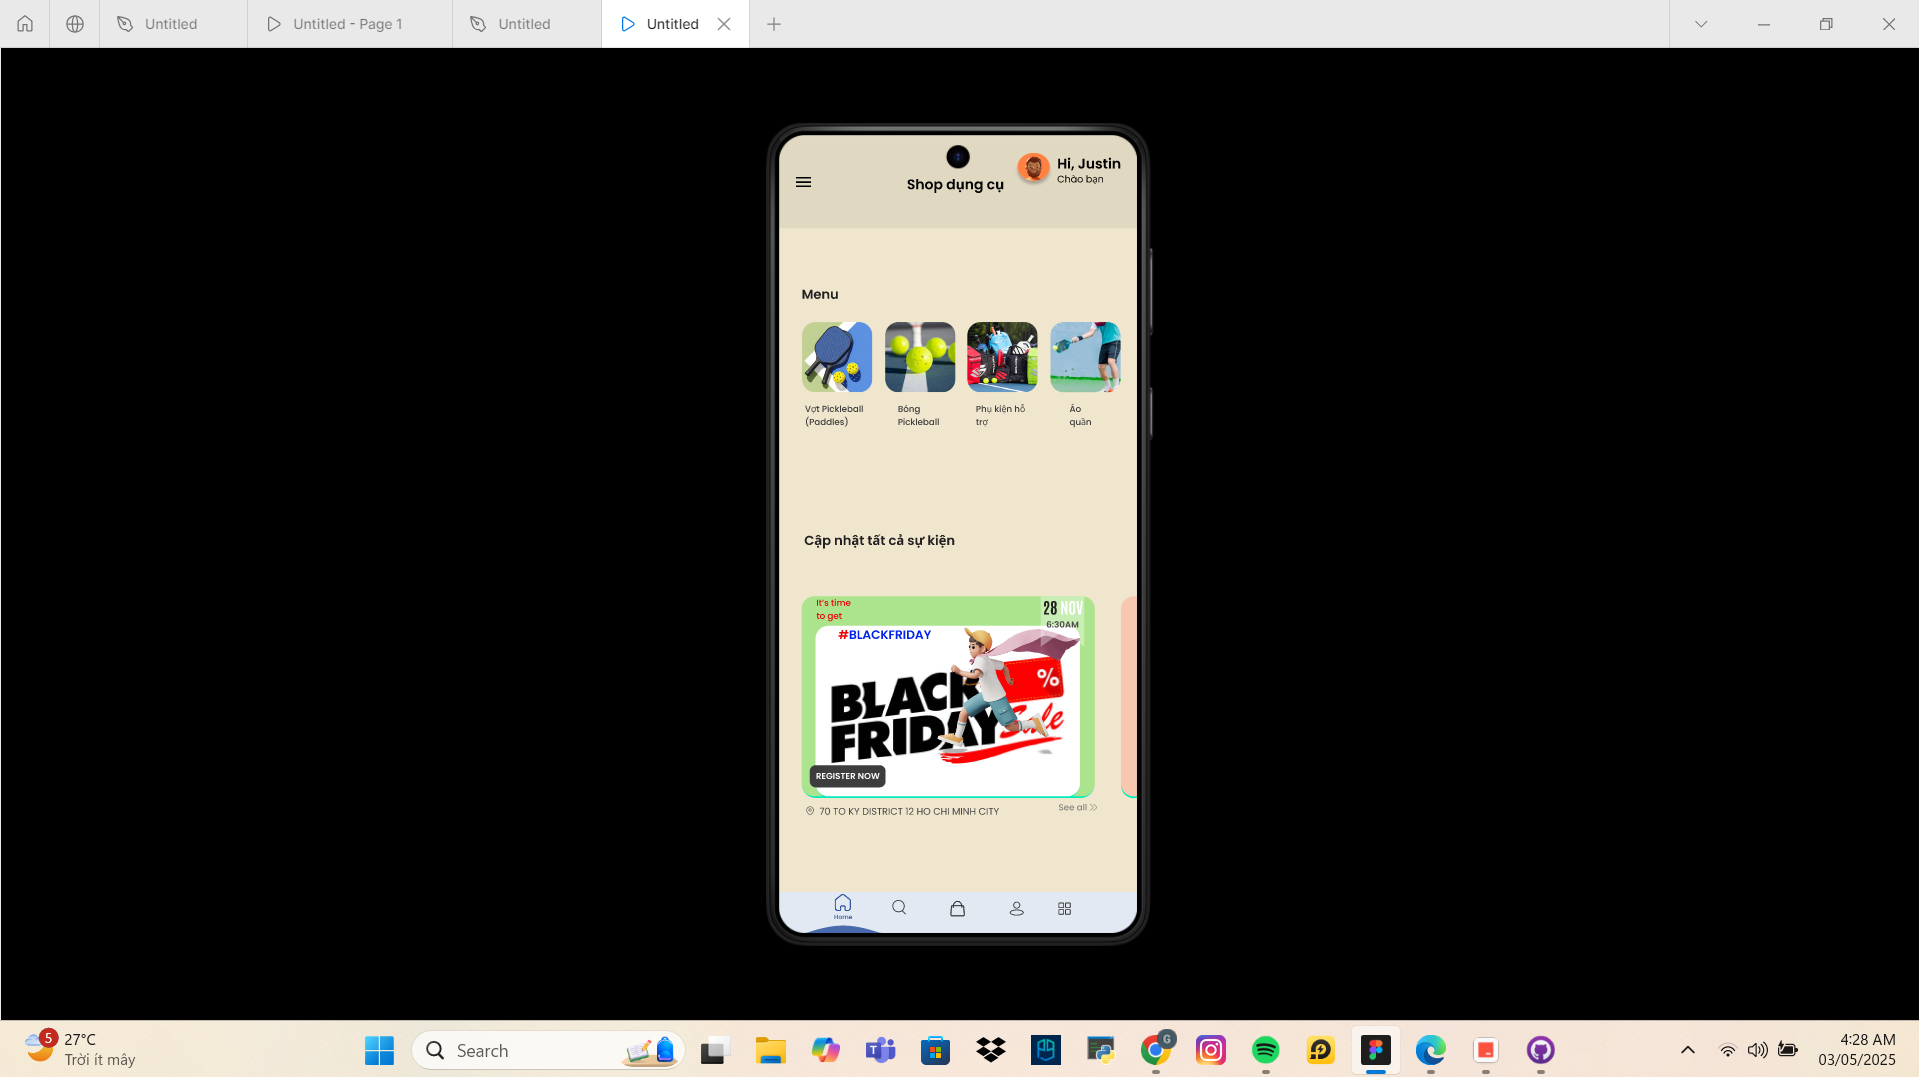 Untitled
Untitled - Page 1
Untitled
Untitled
Hi, Justin
Chào bạn
Shop dụng cụ
Menu
Vợt Pickleball
(Paddles)
Bóng
Pickleball
Phụ kiện hỗ
trợ
Áo
quần
Cập nhật tất cả sự kiện
It's time
to get
28 NOV
6:30AM
#BLACKFRIDAY
%
BLACK
FRIDAY
Sale
REGISTER NOW
70 TO KY DISTRICT 12 HO CHI MINH CITY
See all
Home
5
27°C
Trời ít mây
Search
G
4:28 AM
03/05/2025